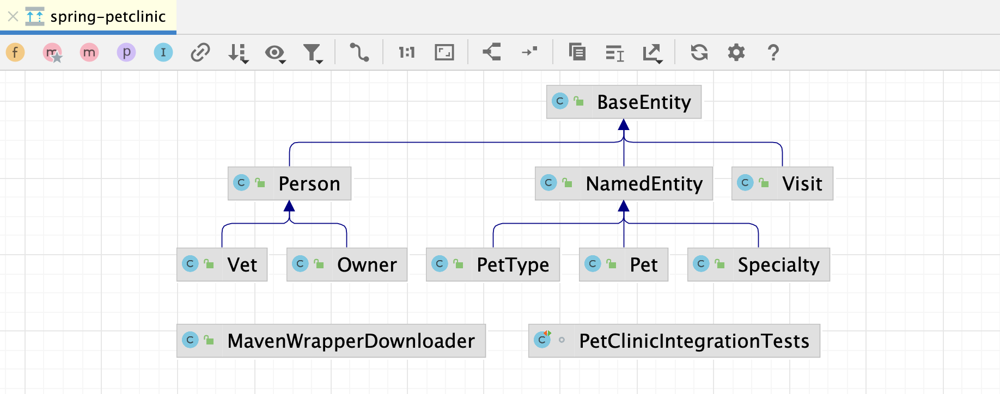 spring-petclinic
f m m p I 1:1 ?
C BaseEntity
C Person C NamedEntity C Visit
C Vet C Owner C PetType C Pet C Specialty
C MavenWrapperDownloader C PetClinicIntegrationTests